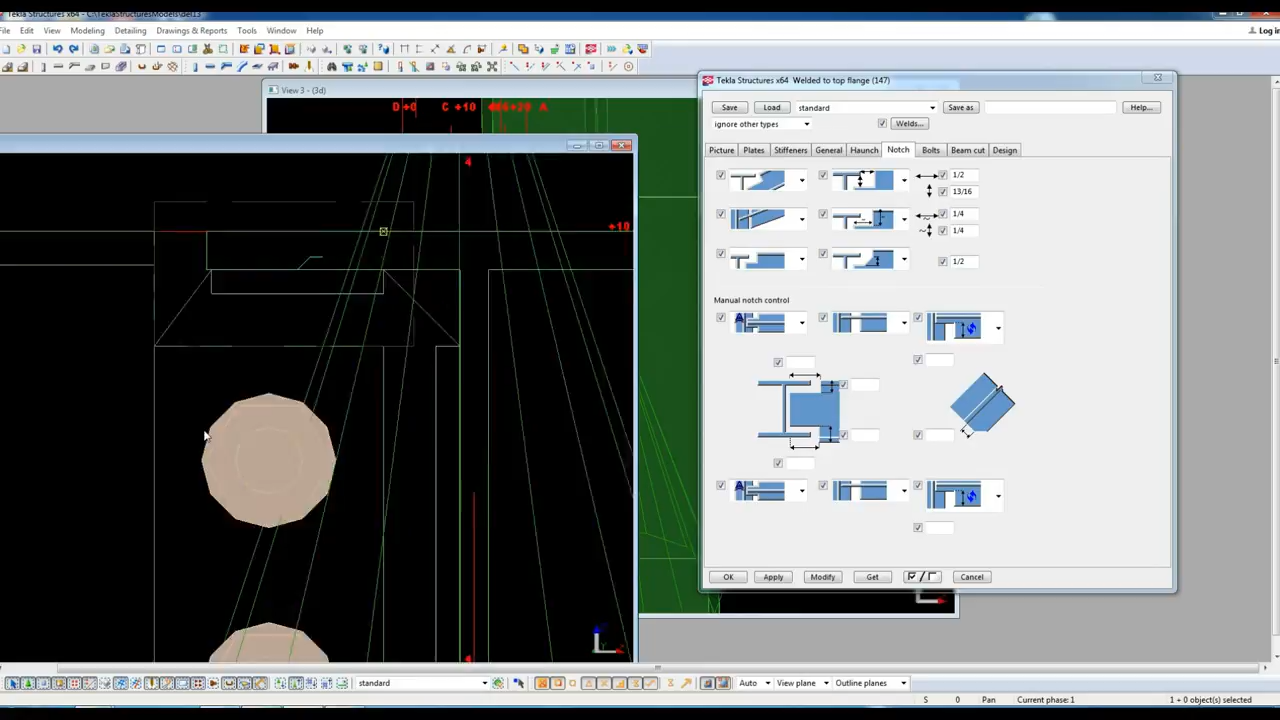 Tekla Structures x64 - C:\TeklaStructuresModels\Bel13
File Edit View Modeling Detailing Drawings & Reports Tools Window Help
Log in
View 3 - (3d)
D +0 C +10 A
4
+10
Tekla Structures x64 Welded to top flange (147)
Save Load standard Save as Help...
ignore other types Welds...
Picture Plates Stiffeners General Haunch Notch Bolts Beam cut Design
1/2
13/16
1/4
1/4
1/2
Manual notch control
A
A
OK Apply Modify Get Cancel
standard Auto View plane Outline planes
S 0 Pan Current phase: 1 1 + 0 object(s) selected